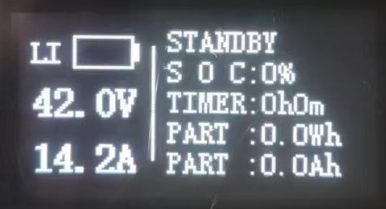 LI
42.0V
14.2A
STANDBY
S O C:0%
TIMER:0h0m
PART :0.0Wh
PART :0.0Ah